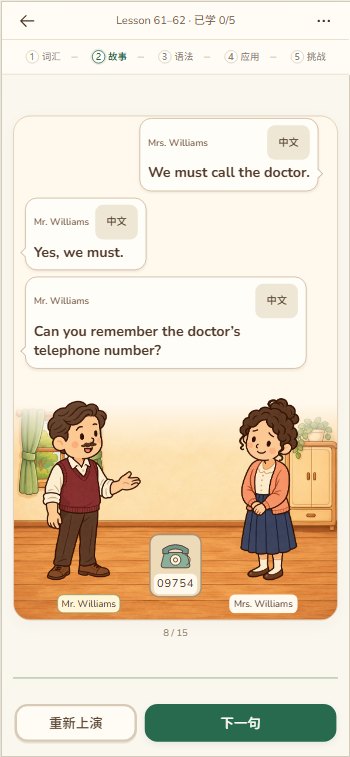 Lesson 61–62 · 已学 0/5
1 词汇 – 2 故事 – 3 语法 – 4 应用 – 5 挑战
Mrs. Williams
中文
We must call the doctor.
Mr. Williams
中文
Yes, we must.
Mr. Williams
中文
Can you remember the doctor’s
telephone number?
09754
Mr. Williams
Mrs. Williams
8 / 15
重新上演
下一句